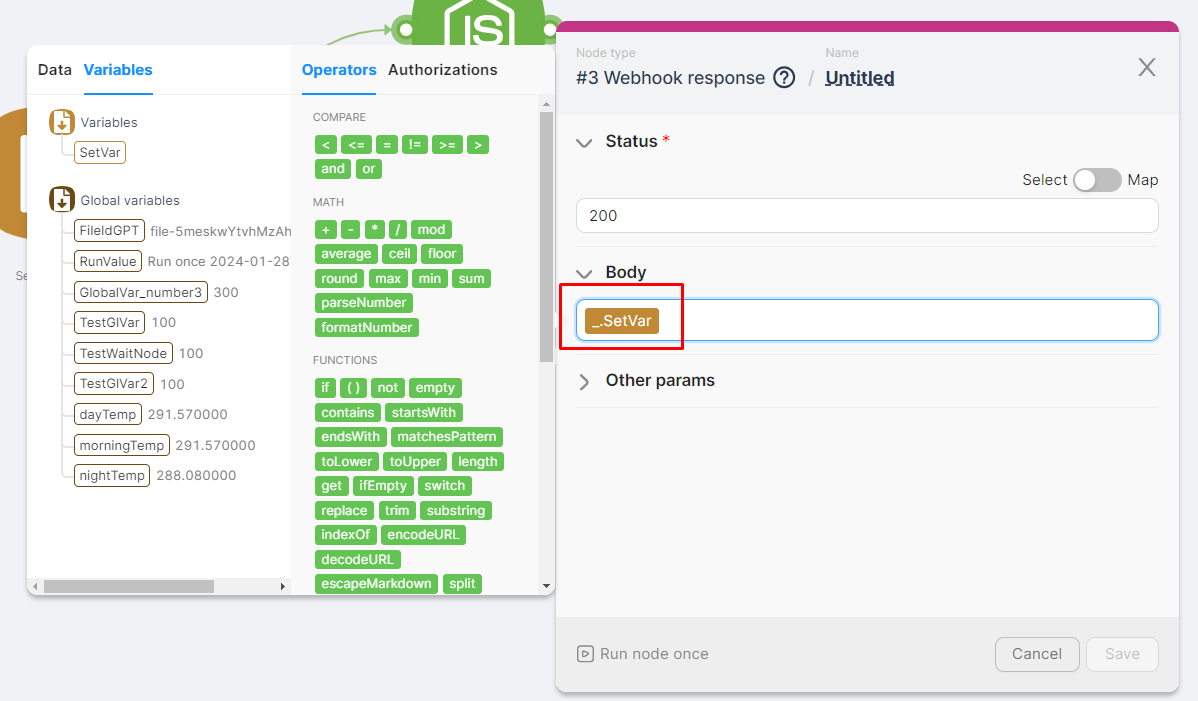 JS
Data Variables
Variables
SetVar
Global variables
FileIdGPT file-5meskwYtvhMzAh
RunValue Run once 2024-01-28
GlobalVar_number3 300
TestGlVar 100
TestWaitNode 100
TestGlVar2 100
dayTemp 291.570000
morningTemp 291.570000
nightTemp 288.080000
Operators Authorizations
COMPARE
< <= = != >= >
and or
MATH
+ - * / mod
average ceil floor
round max min sum
parseNumber
formatNumber
FUNCTIONS
if ( ) not empty
contains startsWith
endsWith matchesPattern
toLower toUpper length
get ifEmpty switch
replace trim substring
indexOf encodeURL
decodeURL
escapeMarkdown split
Node type Name
#3 Webhook response ? / Untitled
X
Status *
Select Map
200
Body
_.SetVar
Other params
Run node once
Cancel Save